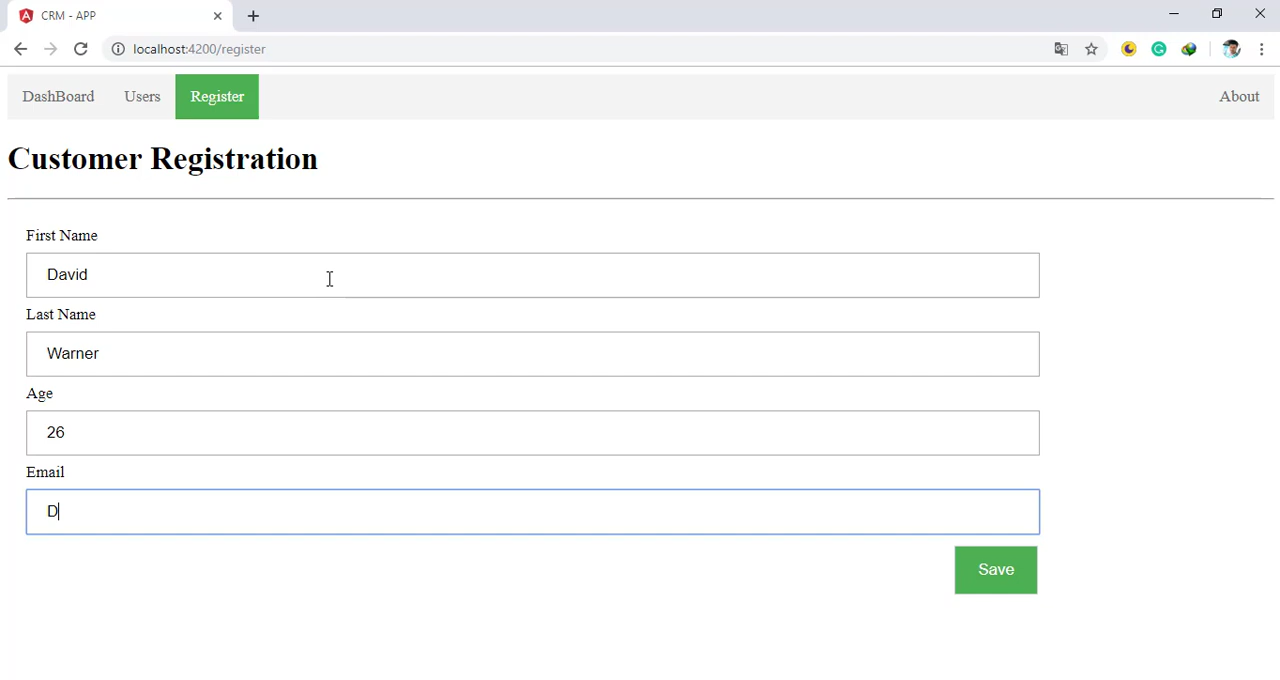 CRM - APP
localhost:4200/register
DashBoard Users Register About
Customer Registration
First Name
David
Last Name
Warner
Age
26
Email
D
Save